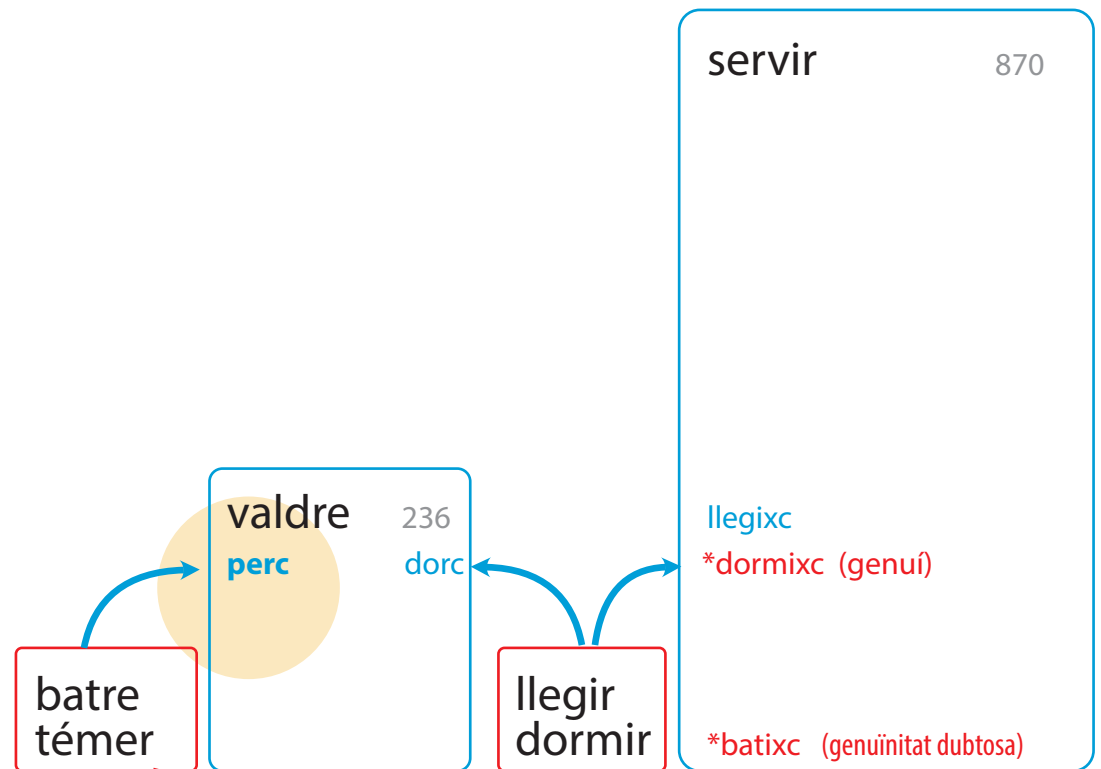 servir 870
valdre 236
perc dorc
llegixc
*dormixc (genuí)
batre
témer
llegir
dormir
*batixc (genuïnitat dubtosa)